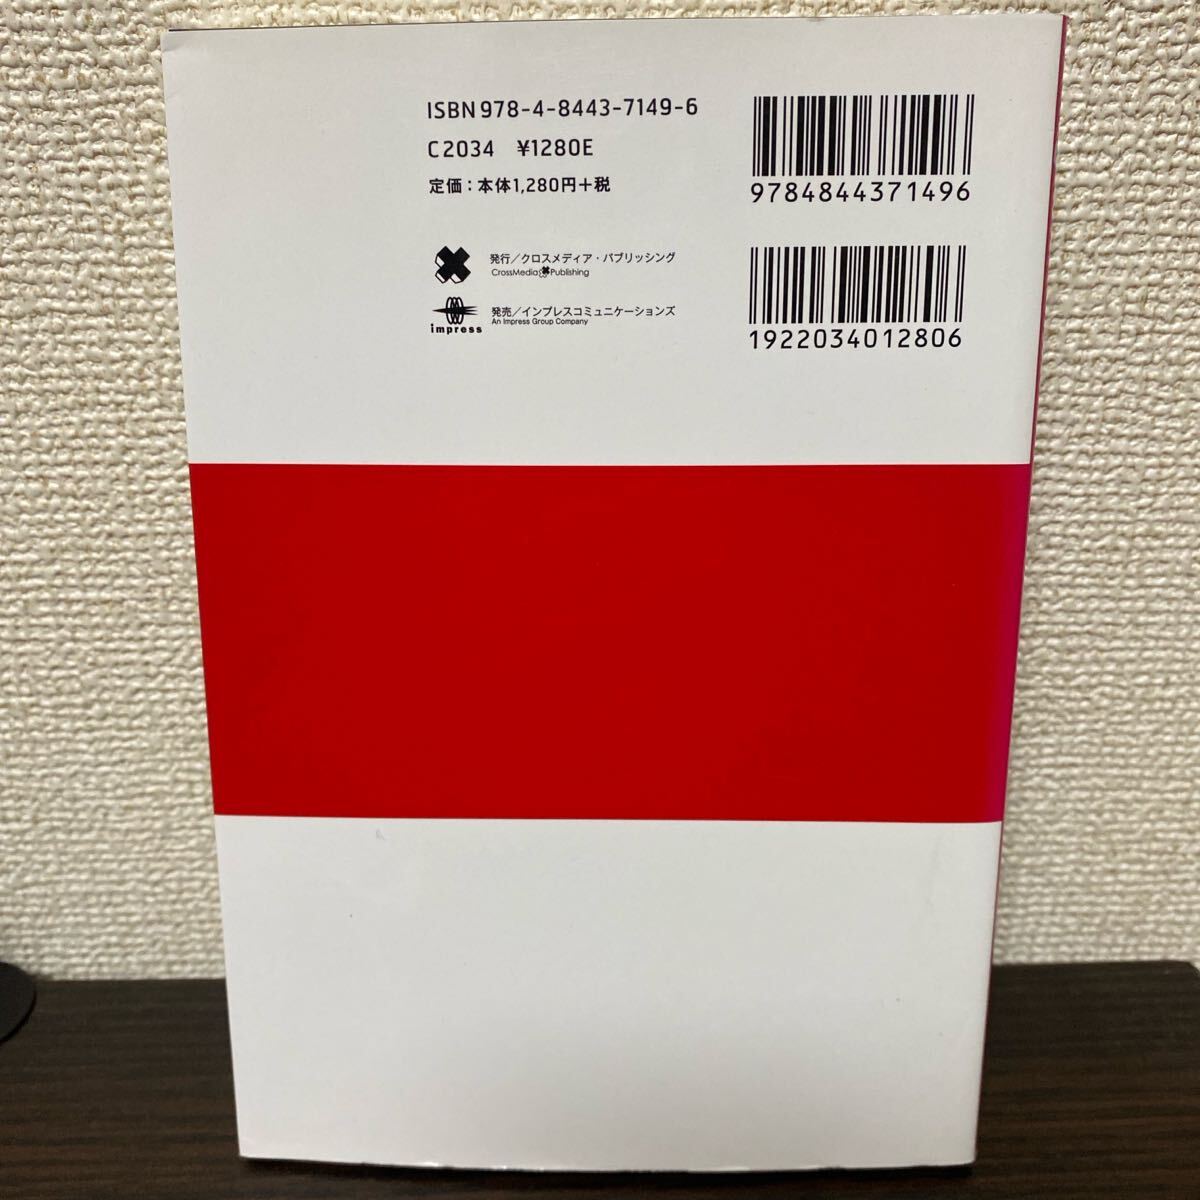 ISBN978-4-8443-7149-6
C2034 ¥1280E
定価：本体1,280円+税
9784844371496
発行／クロスメディア・パブリッシング
CrossMedia Publishing
impress
発売／インプレスコミュニケーションズ
An Impress Group Company
1922034012806